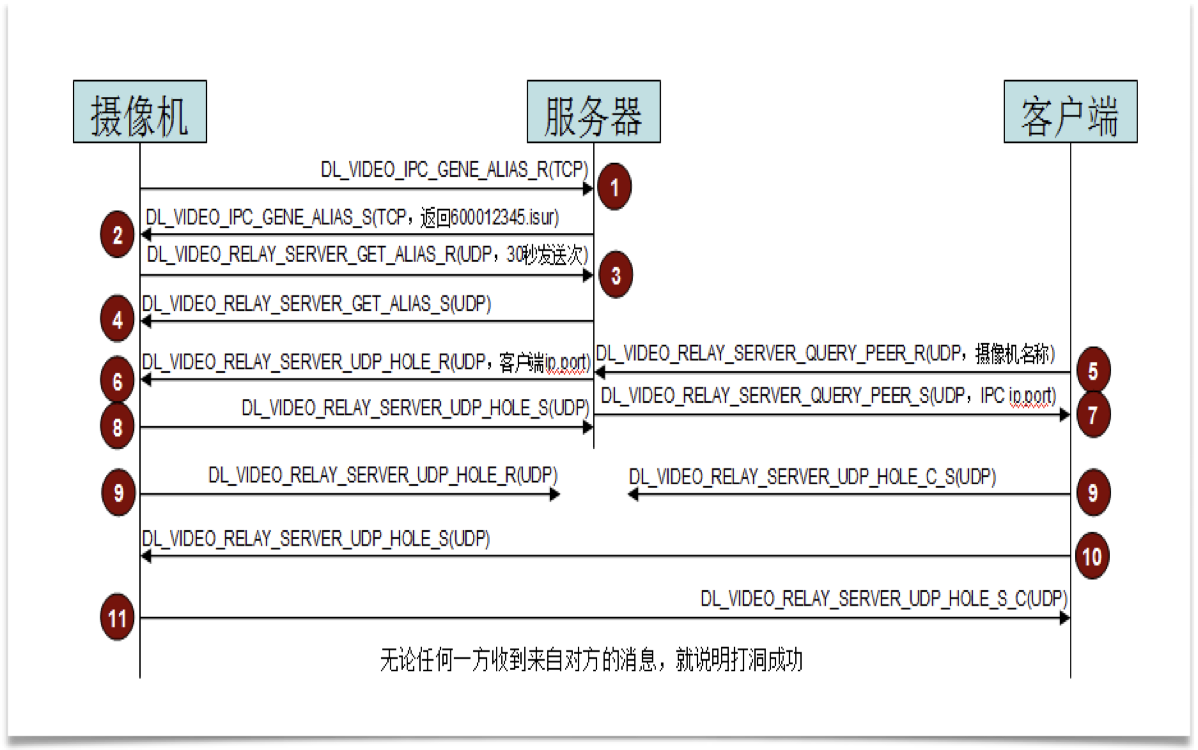 摄像机
服务器
客户端
DL_VIDEO_IPC_GENE_ALIAS_R(TCP)
1
DL_VIDEO_IPC_GENE_ALIAS_S(TCP，返回600012345.isur)
2
DL_VIDEO_RELAY_SERVER_GET_ALIAS_R(UDP，30秒发送次)
3
DL_VIDEO_RELAY_SERVER_GET_ALIAS_S(UDP)
4
DL_VIDEO_RELAY_SERVER_QUERY_PEER_R(UDP，摄像机名称)
5
DL_VIDEO_RELAY_SERVER_UDP_HOLE_R(UDP，客户端ip,port)
6
DL_VIDEO_RELAY_SERVER_QUERY_PEER_S(UDP，IPC ip,port)
7
DL_VIDEO_RELAY_SERVER_UDP_HOLE_S(UDP)
8
DL_VIDEO_RELAY_SERVER_UDP_HOLE_R(UDP)
9
DL_VIDEO_RELAY_SERVER_UDP_HOLE_C_S(UDP)
9
DL_VIDEO_RELAY_SERVER_UDP_HOLE_S(UDP)
10
DL_VIDEO_RELAY_SERVER_UDP_HOLE_S_C(UDP)
11
无论任何一方收到来自对方的消息，就说明打洞成功